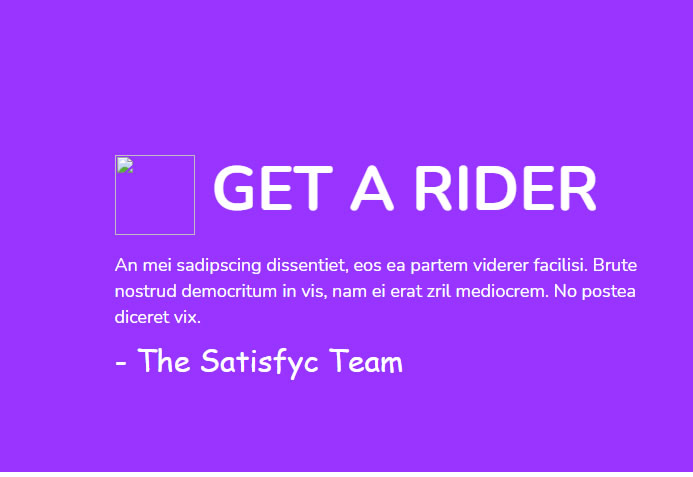 GET A RIDER
An mei sadipscing dissentiet, eos ea partem viderer facilisi. Brute
nostrud democritum in vis, nam ei erat zril mediocrem. No postea
diceret vix.
- The Satisfyc Team